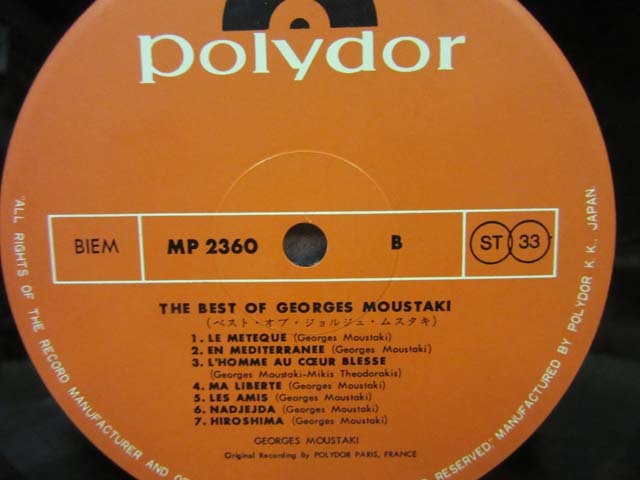 polydor
BIEM MP 2360 B ST 33
THE BEST OF GEORGES MOUSTAKI
(ベスト・オブ・ジョルジュ・ムスタキ)
1. LE METEQUE (Georges Moustaki)
2. EN MEDITERRANEE (Georges Moustaki)
3. L'HOMME AU CŒUR BLESSE
(Georges Moustaki-Mikis Theodorakis)
4. MA LIBERTE (Georges Moustaki)
5. LES AMIS (Georges Moustaki)
6. NADJEJDA (Georges Moustaki)
7. HIROSHIMA (Georges Moustaki)
GEORGES MOUSTAKI
Original Recording By POLYDOR PARIS, FRANCE
"ALL RIGHTS OF THE RECORD MANUFACTURER AND OF
RESERVED" MANUFACTURED BY POLYDOR K.K., JAPAN.